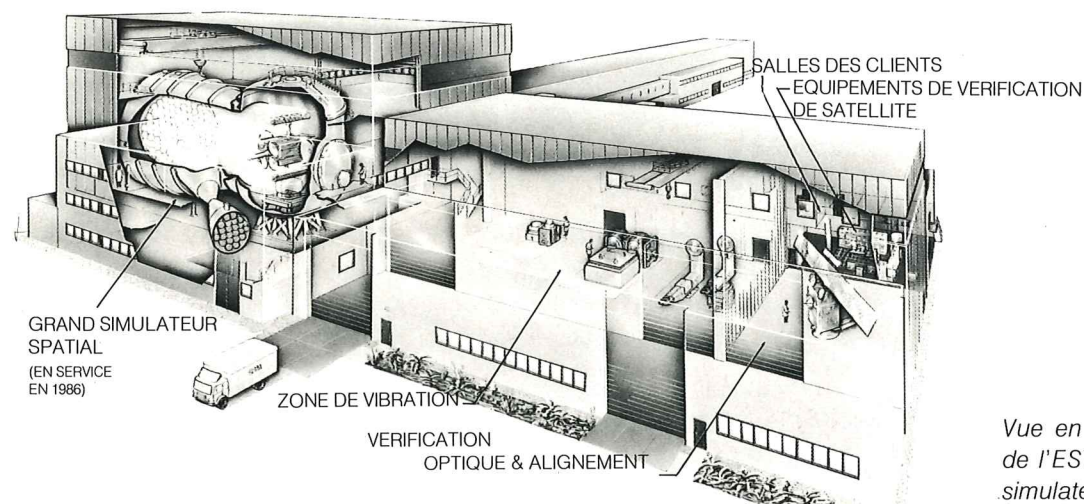 SALLES DES CLIENTS
EQUIPEMENTS DE VERIFICATION
DE SATELLITE
GRAND SIMULATEUR
SPATIAL
(EN SERVICE
EN 1986)
ZONE DE VIBRATION
VERIFICATION
OPTIQUE & ALIGNEMENT
Vue en
de l'ES
simulate